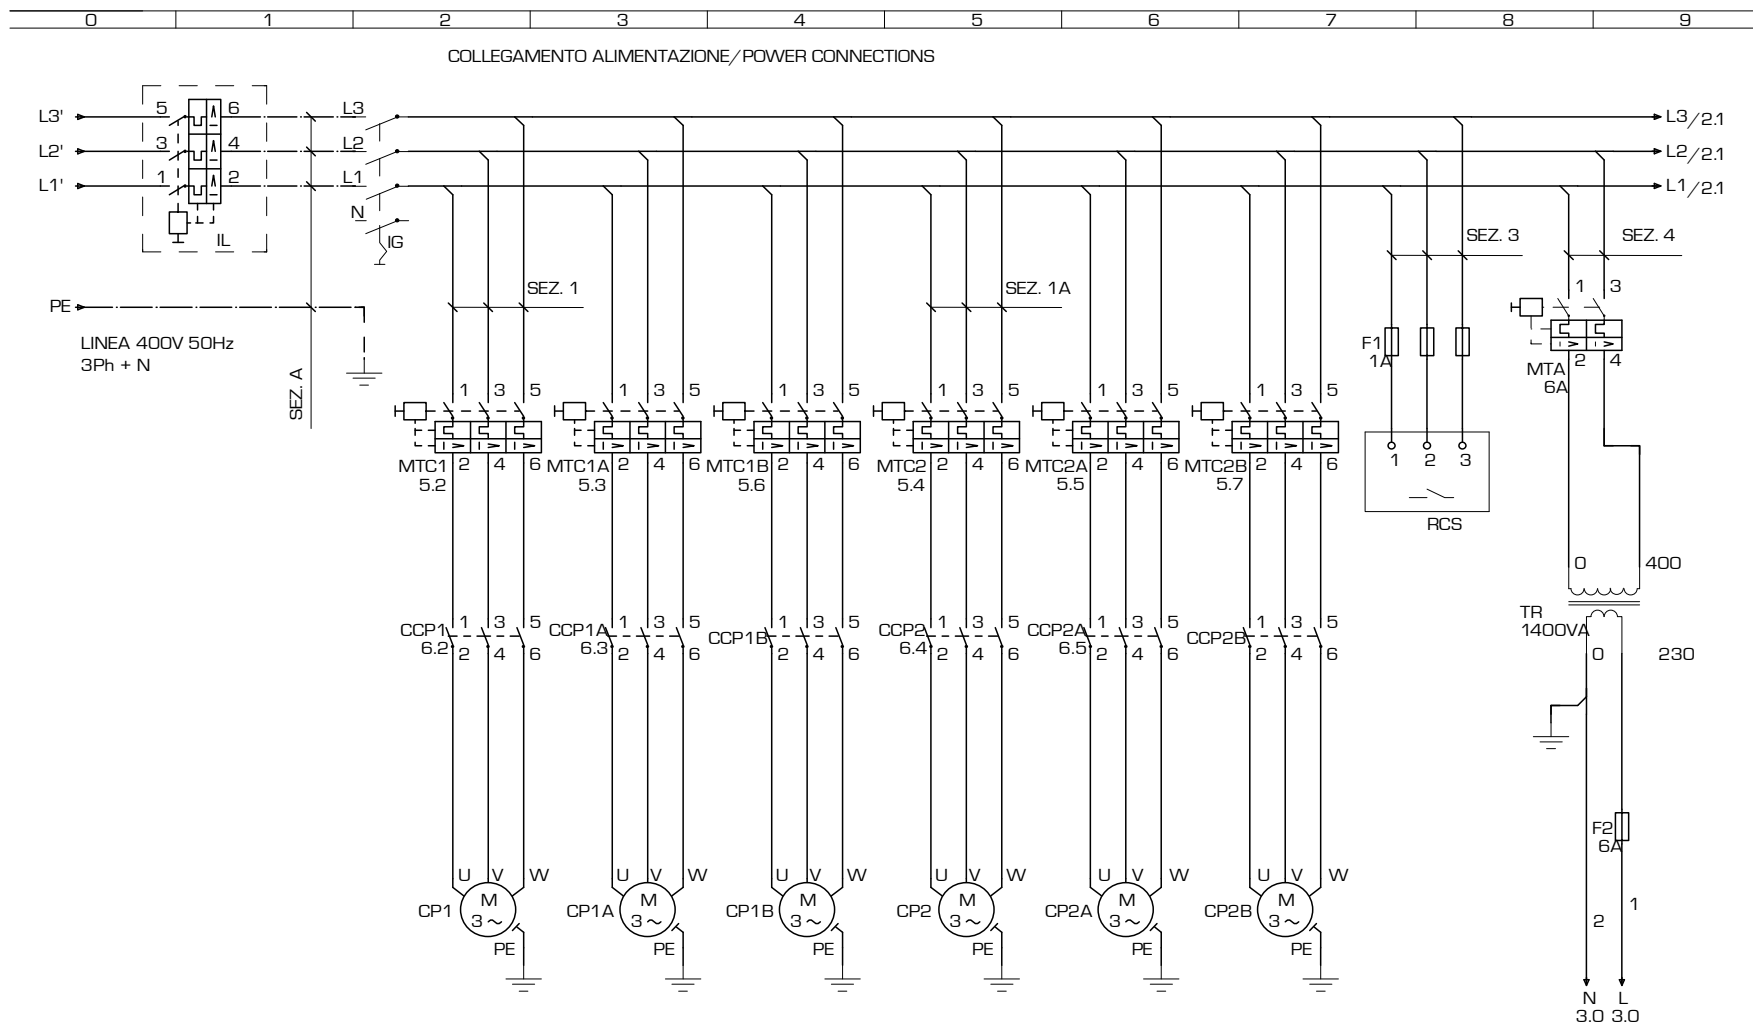 0 1 2 3 4 5 6 7 8 9
COLLEGAMENTO ALIMENTAZIONE/POWER CONNECTIONS
L3' 5 6 L3 L3/2.1
L2' 3 4 L2 L2/2.1
L1' 1 2 L1 L1/2.1
N
IL IG
SEZ. 3 SEZ. 4
SEZ. 1 SEZ. 1A
1 3
PE
LINEA 400V 50Hz
3Ph + N
SEZ. A
F1
1A
2 4
MTA
6A
1 3 5 1 3 5 1 3 5 1 3 5 1 3 5 1 3 5
MTC1 2 4 6 MTC1A 2 4 6 MTC1B 2 4 6 MTC2 2 4 6 MTC2A 2 4 6 MTC2B 2 4 6
5.2 5.3 5.6 5.4 5.5 5.7
1 2 3
RCS
0 400
TR
1400VA
0 230
1 3 5 1 3 5 1 3 5 1 3 5 1 3 5 1 3 5
CCP1 CCP1A CCP1B CCP2 CCP2A CCP2B
6.2 2 4 6 6.3 2 4 6 2 4 6 6.4 2 4 6 6.5 2 4 6 2 4 6
F2
6A
U V W U V W U V W U V W U V W U V W
CP1 M CP1A M CP1B M CP2 M CP2A M CP2B M
3 ~ 3 ~ 3 ~ 3 ~ 3 ~ 3 ~
PE PE PE PE PE PE
2 1
N L
3.0 3.0